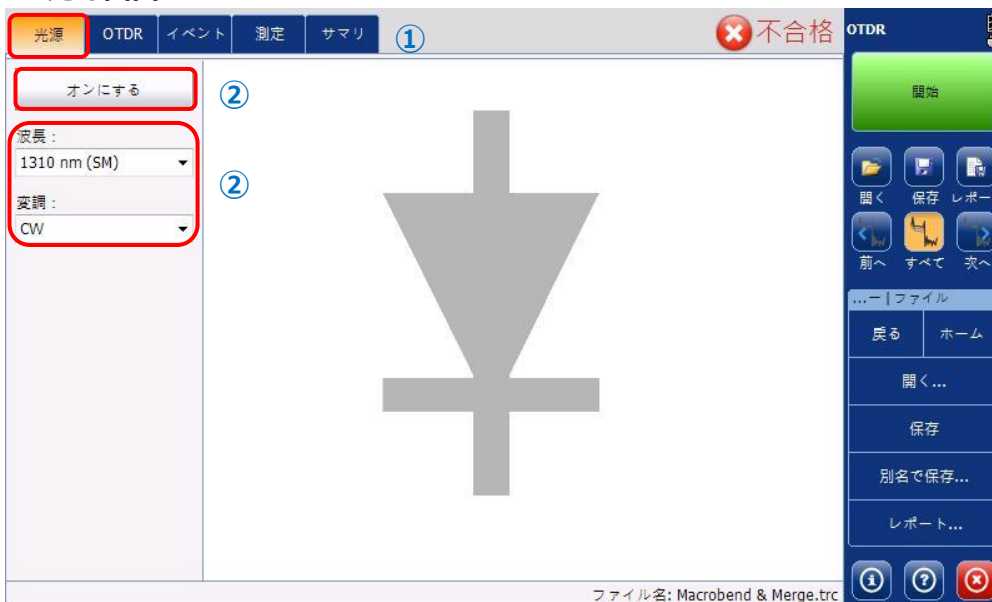 光源 OTDR イベント 測定 サマリ ① 不合格
オンにする ②
波長：
1310 nm (SM)
②
変調：
CW
ファイル名: Macrobend & Merge.trc
OTDR
開始
開く 保存 レポー
前へ すべて 次へ
...ー | ファイル
戻る ホーム
開く...
保存
別名で保存...
レポート...